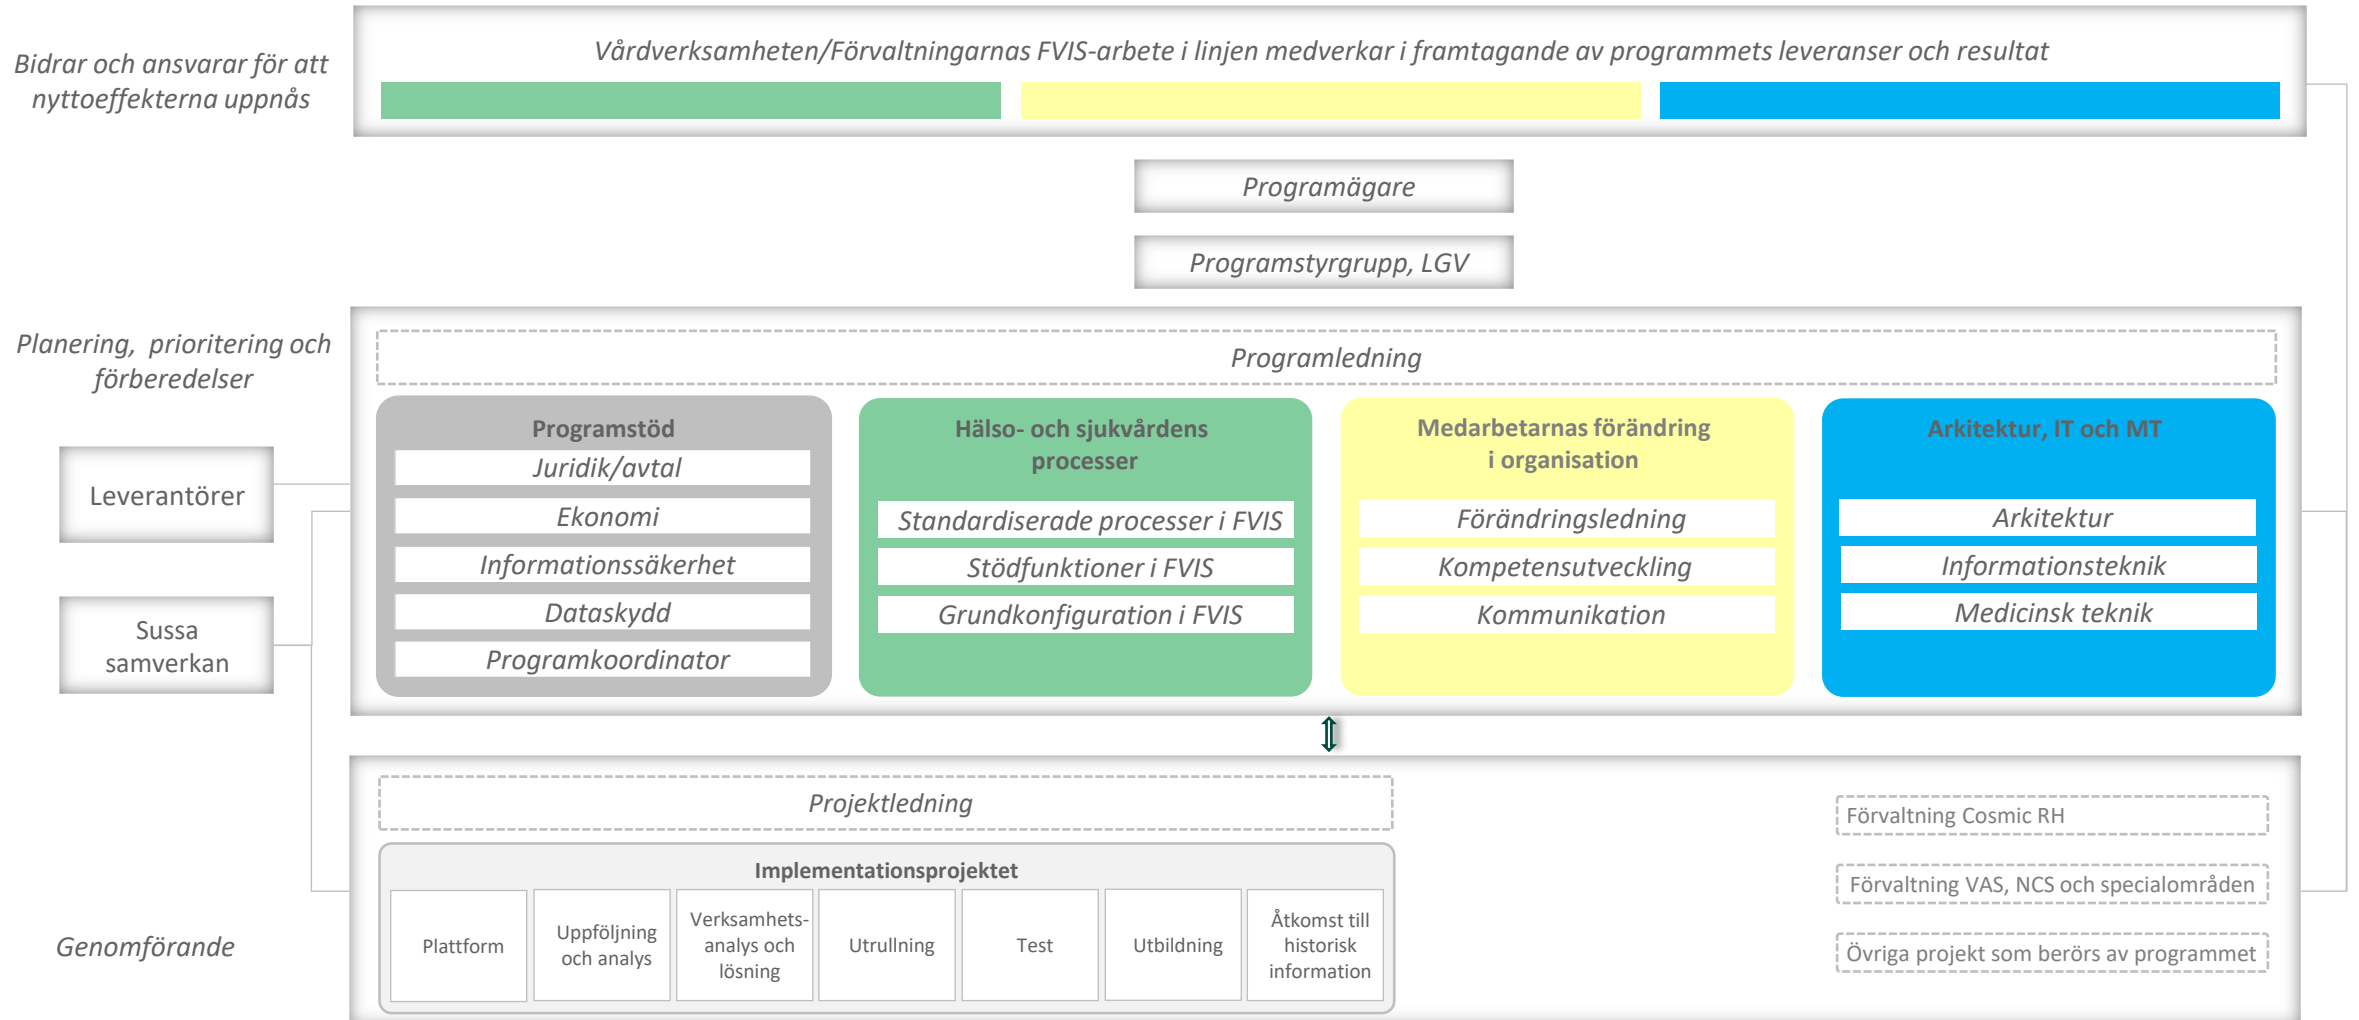 Bidrar och ansvarar för att
nyttoeffekterna uppnås
Vårdverksamheten/Förvaltningarnas FVIS-arbete i linjen medverkar i framtagande av programmets leveranser och resultat
Programägare
Programstyrgrupp, LGV
Planering, prioritering och
förberedelser
Programledning
Programstöd
Juridik/avtal
Ekonomi
Informationssäkerhet
Dataskydd
Programkoordinator
Hälso- och sjukvårdens
processer
Standardiserade processer i FVIS
Stödfunktioner i FVIS
Grundkonfiguration i FVIS
Medarbetarnas förändring
i organisation
Förändringsledning
Kompetensutveckling
Kommunikation
Arkitektur, IT och MT
Arkitektur
Informationsteknik
Medicinsk teknik
Leverantörer
Sussa
samverkan
Genomförande
Projektledning
Implementationsprojektet
Plattform
Uppföljning
och analys
Verksamhets-
analys och
lösning
Utrullning
Test
Utbildning
Åtkomst till
historisk
information
Förvaltning Cosmic RH
Förvaltning VAS, NCS och specialområden
Övriga projekt som berörs av programmet